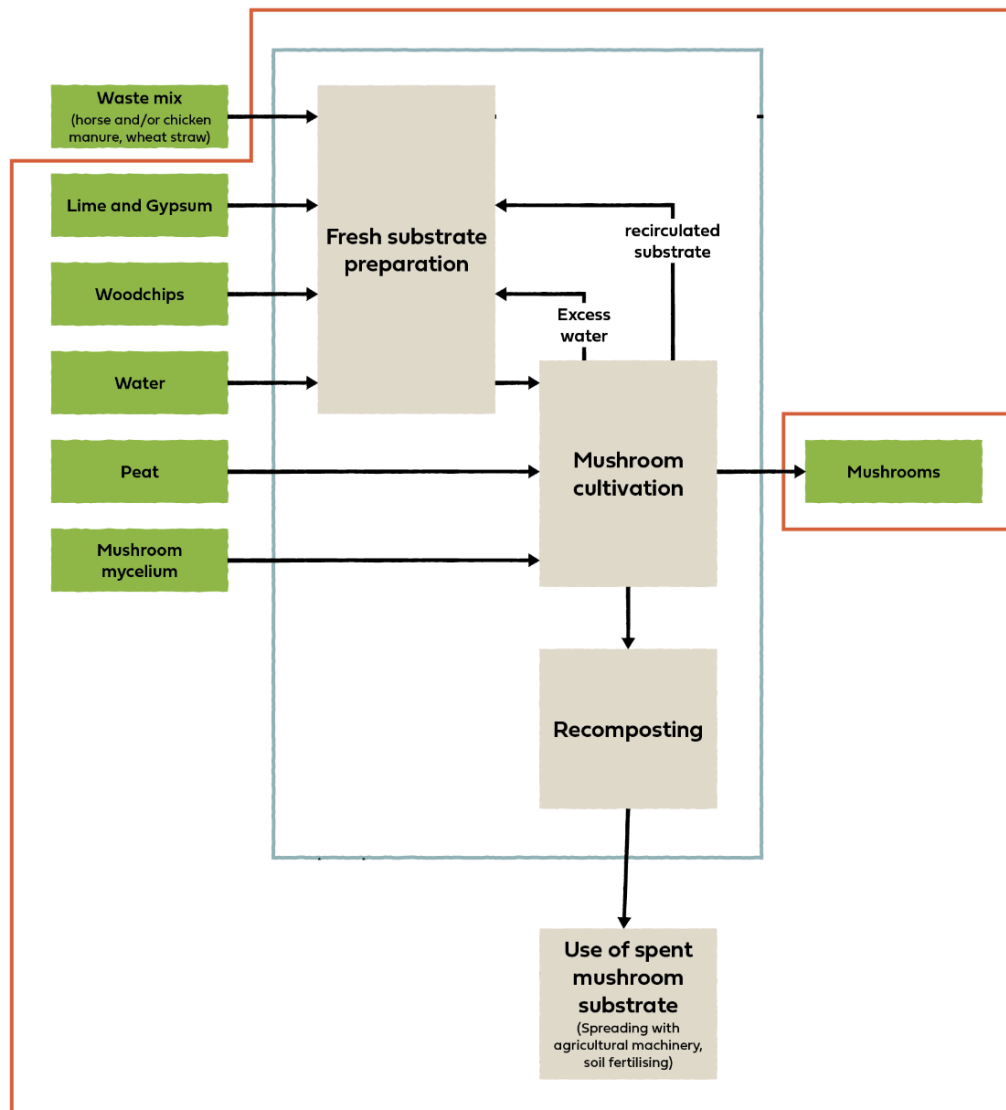 Waste mix
(horse and/or chicken
manure, wheat straw)
Lime and Gypsum
Woodchips
Water
Peat
Mushroom
mycelium
Fresh substrate
preparation
recirculated
substrate
Excess
water
Mushroom
cultivation
Mushrooms
Recomposting
Use of spent
mushroom
substrate
(Spreading with
agricultural machinery,
soil fertilising)